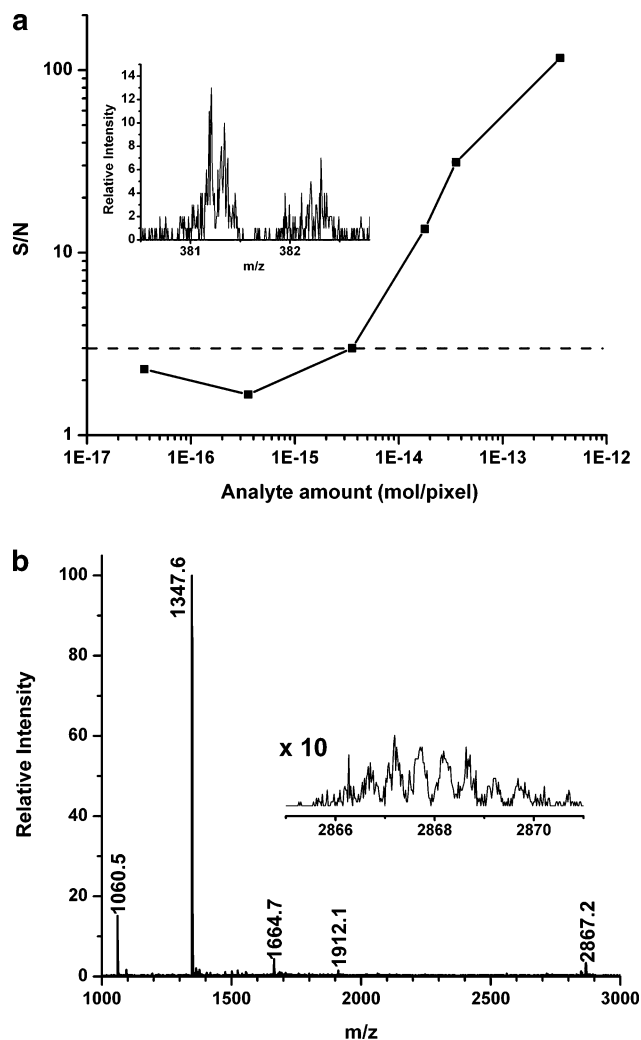 a
100
10
1
S/N
14
12
10
8
6
4
2
0
Relative Intensity
381 382
m/z
1E-17 1E-16 1E-15 1E-14 1E-13 1E-12
Analyte amount (mol/pixel)
b
100
80
60
40
20
0
Relative Intensity
1060.5
1347.6
1664.7
1912.1
2867.2
x 10
2866 2868 2870
1000 1500 2000 2500 3000
m/z